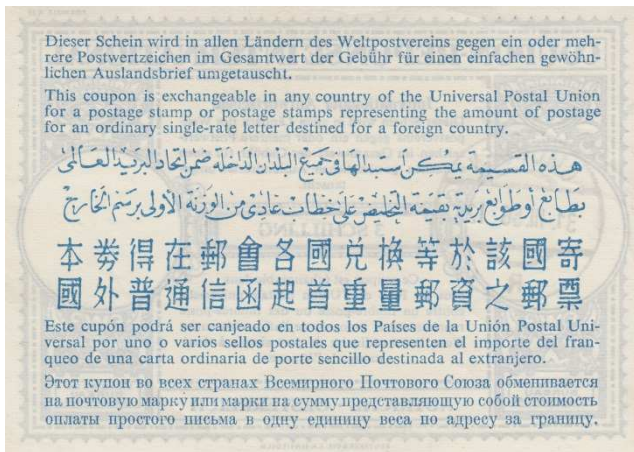 Dieser Schein wird in allen Ländern des Weltpostvereins gegen ein oder meh-
rere Postwertzeichen im Gesamtwert der Gebühr für einen einfachen gewöhn-
lichen Auslandsbrief umgetauscht.
This coupon is exchangeable in any country of the Universal Postal Union
for a postage stamp or postage stamps representing the amount of postage
for an ordinary single-rate letter destined for a foreign country.
هذه القسيمة يمكن استبدالها في جميع البلدان الداخلة ضمن اتحاد البريد العالمى
بطابع أو طوابع بريدية بقيمة التخليص على خطاب عادى من الوزنة الأولى برسم الخارج
本券得在郵會各國兌換等於該國寄
國外普通信函起首重量郵資之郵票
Este cupón podrá ser canjeado en todos los Países de la Unión Postal Uni-
versal por uno o varios sellos postales que representen el importe del fran-
queo de una carta ordinaria de porte sencillo destinada al extranjero.
Этот купон во всех странах Всемирного Почтового Союза обменивается
на почтовую марку или марки на сумму представляющую собой стоимость
оплаты простого письма в одну единицу веса по адресу за границу.